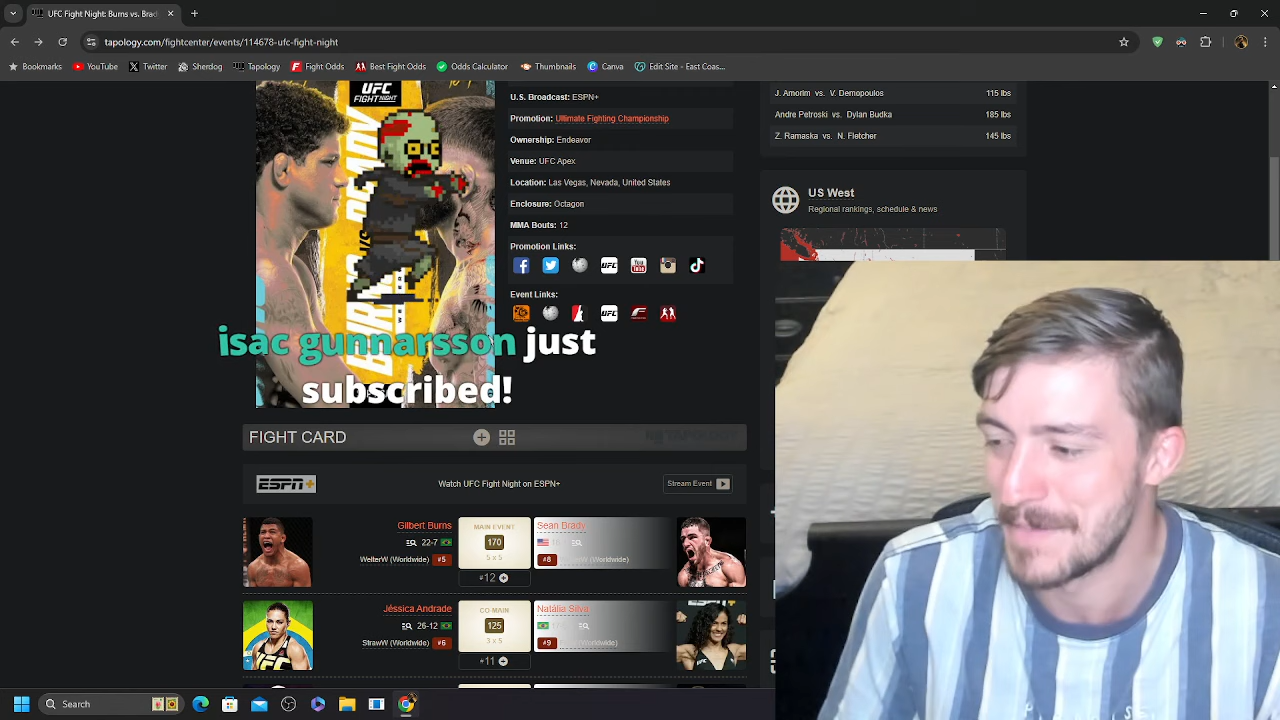 UFC Fight Night: Burns vs. Brad
tapology.com/fightcenter/events/114678-ufc-fight-night
Bookmarks
YouTube
Twitter
Sherdog
Tapology
Fight Odds
Best Fight Odds
Odds Calculator
Thumbnails
Canva
Edit Site - East Coas...
UFC
FIGHT NIGHT
U.S. Broadcast: ESPN+
Promotion: Ultimate Fighting Championship
Ownership: Endeavor
Venue: UFC Apex
Location: Las Vegas, Nevada, United States
Enclosure: Octagon
MMA Bouts: 12
Promotion Links:
Event Links:
J. Amorim vs. V. Demopoulos 115 lbs
Andre Petroski vs. Dylan Budka 185 lbs
Z. Ramaska vs. N. Fletcher 145 lbs
US West
Regional rankings, schedule & news
isac gunnarsson just
subscribed!
FIGHT CARD
TAPOLOGY
ESPN+
Watch UFC Fight Night on ESPN+
Stream Event
Gilbert Burns MAIN EVENT Sean Brady
22-7 170
WelterW (Worldwide) #5 5 x 5 #8 (Worldwide)
#12
Jéssica Andrade CO MAIN Natália Silva
26-12 125
StrawW (Worldwide) #6 3 x 5 #9 (Worldwide)
#11
Search